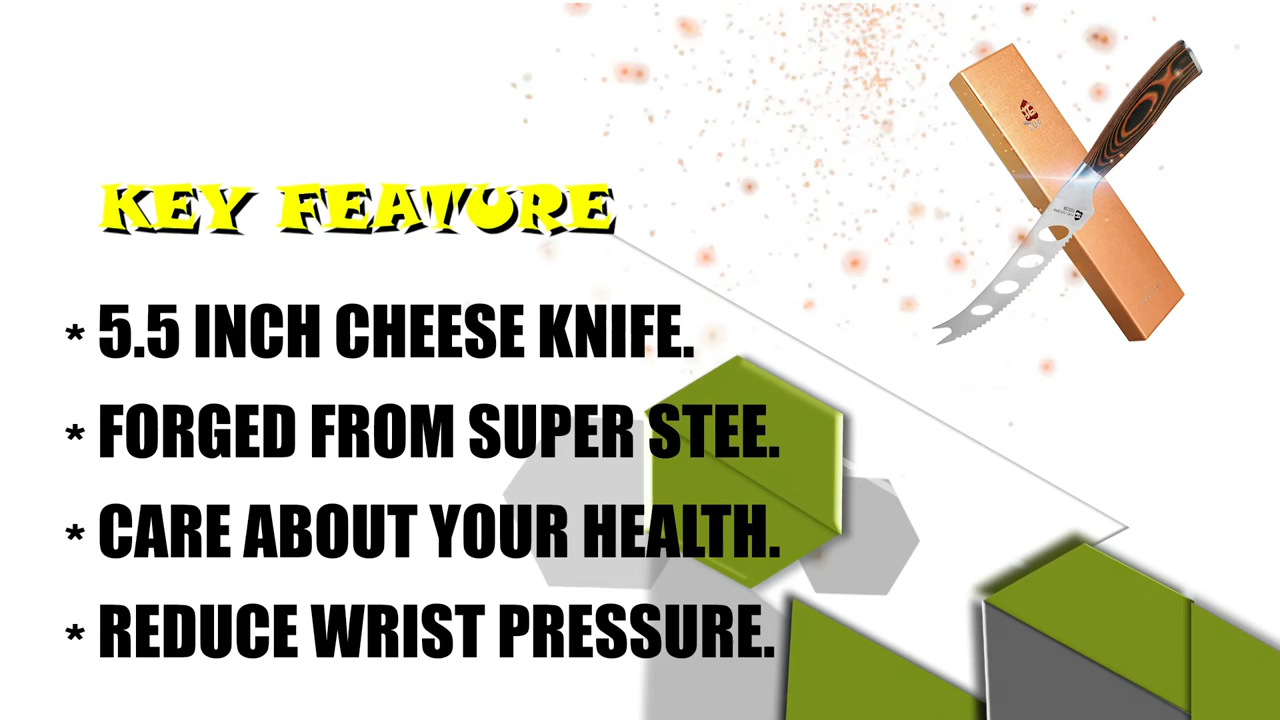 KEY FEATURE
* 5.5 INCH CHEESE KNIFE.
* FORGED FROM SUPER STEE.
* CARE ABOUT YOUR HEALTH.
* REDUCE WRIST PRESSURE.